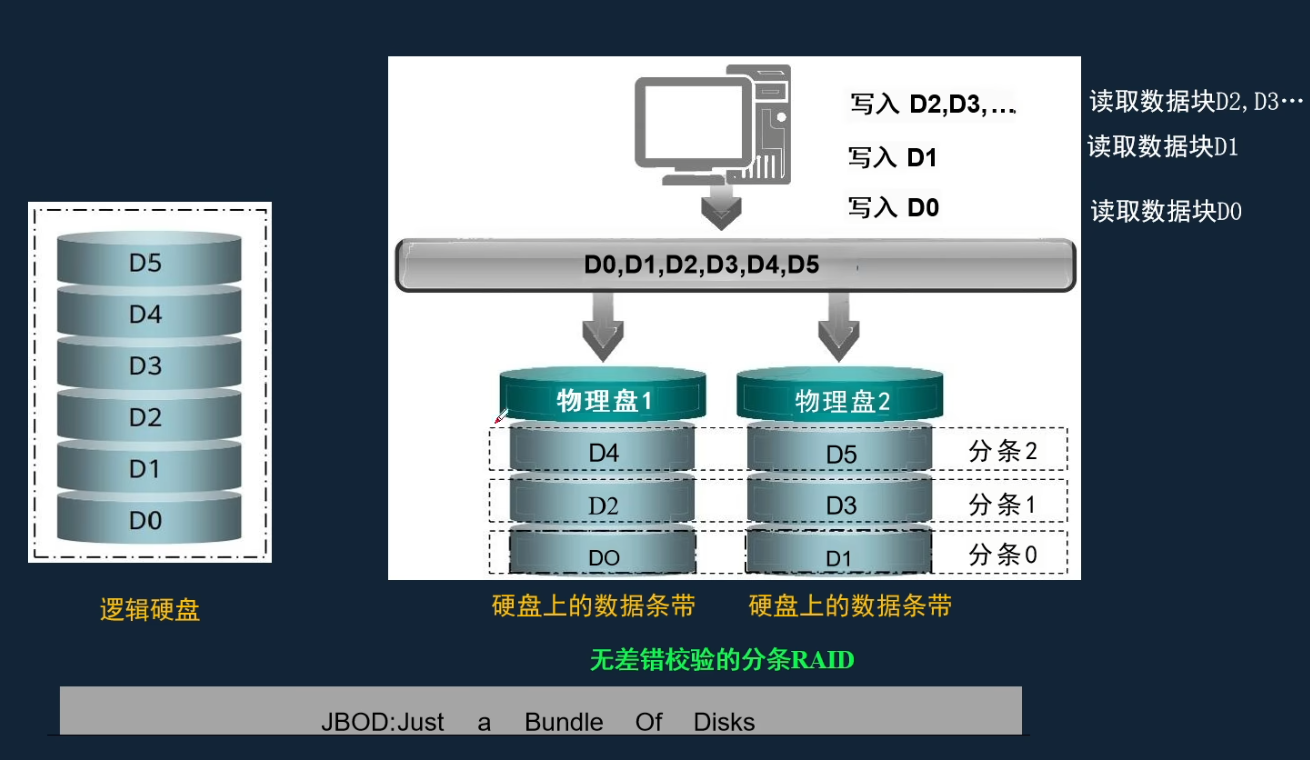 写入 D2,D3,…
读取数据块D2,D3…
写入 D1
读取数据块D1
写入 D0
读取数据块D0
D0,D1,D2,D3,D4,D5
D5
D4
D3
D2
D1
D0
物理盘1
物理盘2
D4
D5
分条2
D2
D3
分条1
DO
D1
分条0
逻辑硬盘
硬盘上的数据条带
硬盘上的数据条带
无差错校验的分条RAID
JBOD:Just a Bundle Of Disks